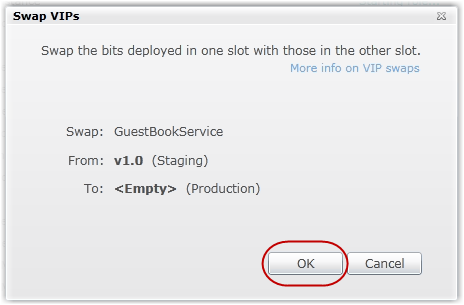 Swap VIPs
Swap the bits deployed in one slot with those in the other slot.
More info on VIP swaps
Swap: GuestBookService
From: v1.0 (Staging)
To: <Empty> (Production)
OK Cancel